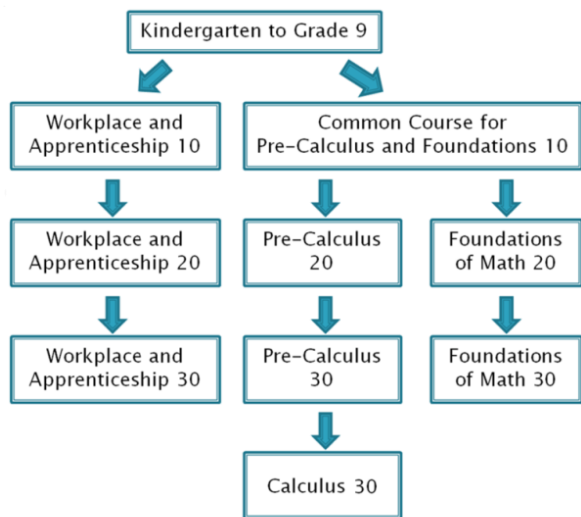 Kindergarten to Grade 9
Workplace and
Apprenticeship 10
Common Course for
Pre-Calculus and Foundations 10
Workplace and
Apprenticeship 20
Pre-Calculus
20
Foundations
of Math 20
Workplace and
Apprenticeship 30
Pre-Calculus
30
Foundations
of Math 30
Calculus 30